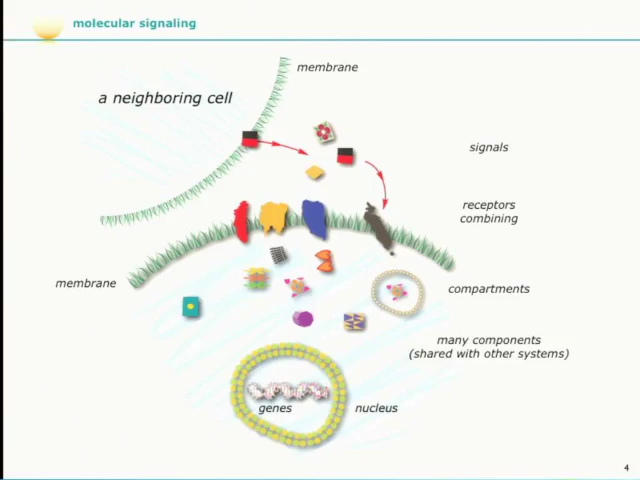 molecular signaling
membrane
a neighboring cell
signals
receptors
combining
membrane
compartments
many components
(shared with other systems)
genes
nucleus
4